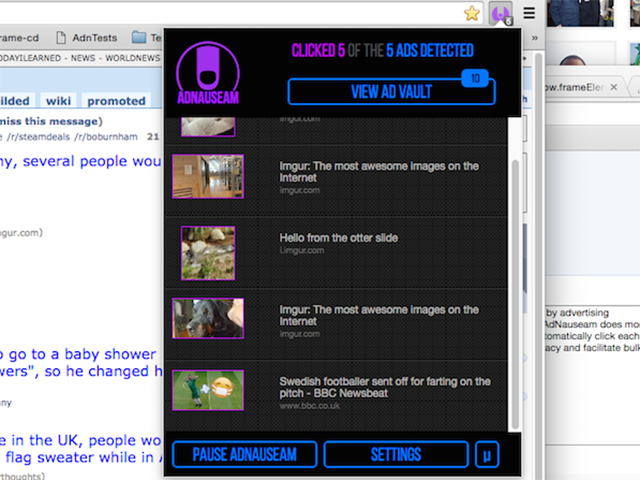 rame-cd
AdnTests
Te
»
ODAYILEARNED - NEWS - WORLDNEWS
ilded wiki promoted
miss this message)
e /r/steamdeals /r/boburnham 21
ny, several people wou
gur.com)
o go to a baby shower
wers", so he changed h
nny
e in the UK, people wo
flag sweater while in
thoughts)
ADNAUSEAM
CLICKED 5 OF THE 5 ADS DETECTED
VIEW AD VAULT
10
imgur.com
Imgur: The most awesome images on the
Internet
imgur.com
Hello from the otter slide
i.imgur.com
Imgur: The most awesome images on the
Internet
imgur.com
Swedish footballer sent off for farting on the
pitch - BBC Newsbeat
www.bbc.co.uk
PAUSE ADNAUSEAM
SETTINGS
µ
5
ow.frameEler
by advertising
AdNauseam does mo
tomatically click each
acy and facilitate bulk